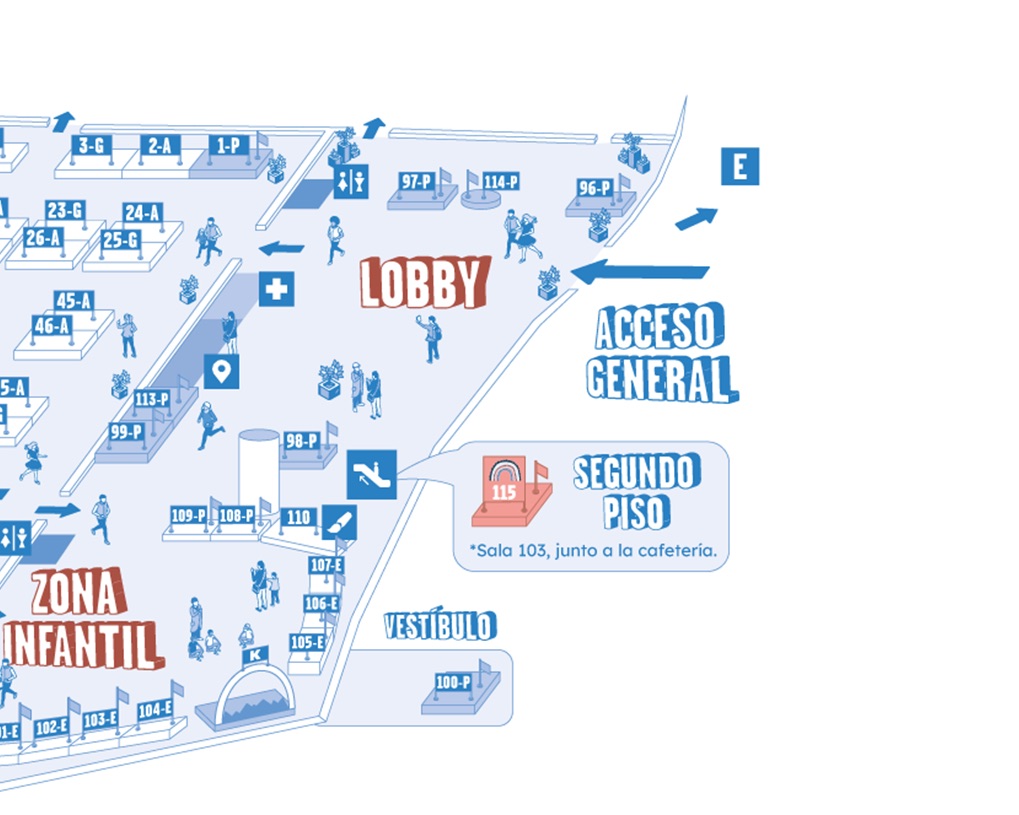 3-G 2-A 1-P
E
97-P 114-P 96-P
23-G 24-A
26-A 25-G
LOBBY
45-A
46-A
ACCESO
GENERAL
5-A
113-P
99-P
98-P
115
SEGUNDO
PISO
*Sala 103, junto a la cafetería.
109-P 108-P 110
107-E
106-E
105-E
ZONA
INFANTIL
VESTÍBULO
K
100-P
102-E 103-E 104-E